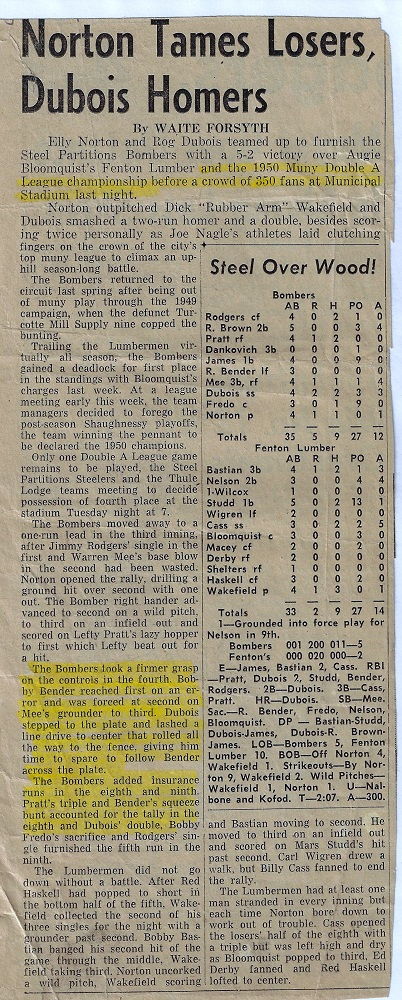 Norton Tames Losers,
Dubois Homers
By WAITE FORSYTH
Elly Norton and Rog Dubois teamed up to furnish the
Steel Partitions Bombers with a 5-2 victory over Augie
Bloomquist's Fenton Lumber and the 1950 Muny Double A
League championship before a crowd of 350 fans at Municipal
Stadium last night.
Norton outpitched Dick "Rubber Arm" Wakefield and
Dubois smashed a two-run homer and a double, besides scor-
ing twice personally as Joe Nagle's athletes laid clutching
fingers on the crown of the city's
top muny league to climax an up-
hill season-long battle.
The Bombers returned to the
circuit last spring after being out
of muny play through the 1949
campaign, when the defunct Tur-
cotte Mill Supply nine copped the
bunting.
Trailing the Lumbermen vir-
tually all season, the Bombers
gained a deadlock for first place
in the standings with Bloomquist's
charges last week. At a league
meeting early this week, the team
managers decided to forego the
post-season Shaughnessy playoffs,
the team winning the pennant to
be declared the 1950 champions.
Only one Double A League game
remains to be played, the Steel
Partitions Steelers and the Thule
Lodge teams meeting to decide
possession of fourth place at the
stadium Tuesday night at 7.
The Bombers moved away to a
one-run lead in the third inning,
after Jimmy Rodgers' single in the
first and Warren Mee's base blow
in the second had been wasted.
Norton opened the rally, drilling a
ground hit over second with one
out. The Bomber right hander ad-
vanced to second on a wild pitch,
to third on an infield out and
scored on Lefty Pratt's lazy hopper
to first which Lefty beat out for
a hit.
The Bombers took a firmer grasp
on the controls in the fourth. Bob-
by Bender reached first on an er-
ror and was forced at second on
Mee's grounder to third. Dubois
stepped to the plate and lashed a
line drive to center that rolled all
the way to the fence, giving him
time to spare to follow Bender
across the plate.
The Bombers added insurance
runs in the eighth and ninth.
Pratt's triple and Bender's squeeze
bunt accounted for the tally in the
eighth and Dubois' double, Bobby
Fredo's sacrifice and Rodgers' sin-
gle furnished the fifth run in the
ninth.
The Lumbermen did not go
down without a battle. After Red
Haskell had popped to short in
the bottom half of the fifth, Wake-
field collected the second of his
three singles for the night with a
grounder past second. Bobby Bas-
tian banged his second hit of the
game through the middle, Wake-
field taking third. Norton uncorked
a wild pitch, Wakefield scoring
Steel Over Wood!
Bombers
AB R H PO A
Rodgers cf 4 0 2 1 0
R. Brown 2b 5 0 0 3 4
Pratt rf 4 1 2 0 0
Dankovich 3b 0 0 0 1 0
James 1b 4 0 0 9 0
R. Bender lf 3 0 0 0 0
Mee 3b, rf 4 1 1 1 4
Dubois ss 4 2 2 3 3
Fredo c 3 0 1 9 0
Norton p 4 1 1 0 1
Totals 35 5 9 27 12
Fenton Lumber
AB R H PO A
Bastian 3b 4 1 2 1 3
Nelson 2b 3 0 0 4 4
1-Wilcox 1 0 0 0 0
Studd 1b 5 0 2 13 1
Wigren lf 2 0 0 0 0
Cass ss 3 0 2 2 5
Bloomquist c 3 0 0 3 0
Macey cf 2 0 0 2 0
Derby rf 2 0 0 0 0
Shelters rf 1 0 0 0 0
Haskell cf 3 0 0 2 0
Wakefield p 4 1 3 0 1
Totals 33 2 9 27 14
1—Grounded into force play for
Nelson in 9th.
Bombers 001 200 011—5
Fenton's 000 020 000—2
E—James, Bastian 2, Cass. RBI
—Pratt, Dubois 2, Studd, Bender,
Rodgers. 2B—Dubois. 3B—Cass,
Pratt. HR—Dubois. SB—Mee.
Sac.—R. Bender, Fredo, Nelson,
Bloomquist. DP — Bastian-Studd,
Dubois-James, Dubois-R. Brown-
James. LOB—Bombers 5, Fenton
Lumber 10. BOB—Off Norton 4,
Wakefield 1. Strikeouts—By Nor-
ton 9, Wakefield 2. Wild Pitches—
Wakefield 1, Norton 1. U—Nal-
bone and Kofod. T—2:07. A—300.
and Bastian moving to second. He
moved to third on an infield out
and scored on Mars Studd's hit
past second. Carl Wigren drew a
walk, but Billy Cass fanned to end
the rally.
The Lumbermen had at least one
man stranded in every inning but
each time Norton bore down to
work out of trouble. Cass opened
the losers' half of the eighth with
a triple but was left high and dry
as Bloomquist popped to third, Ed
Derby fanned and Red Haskell
lofted to center.